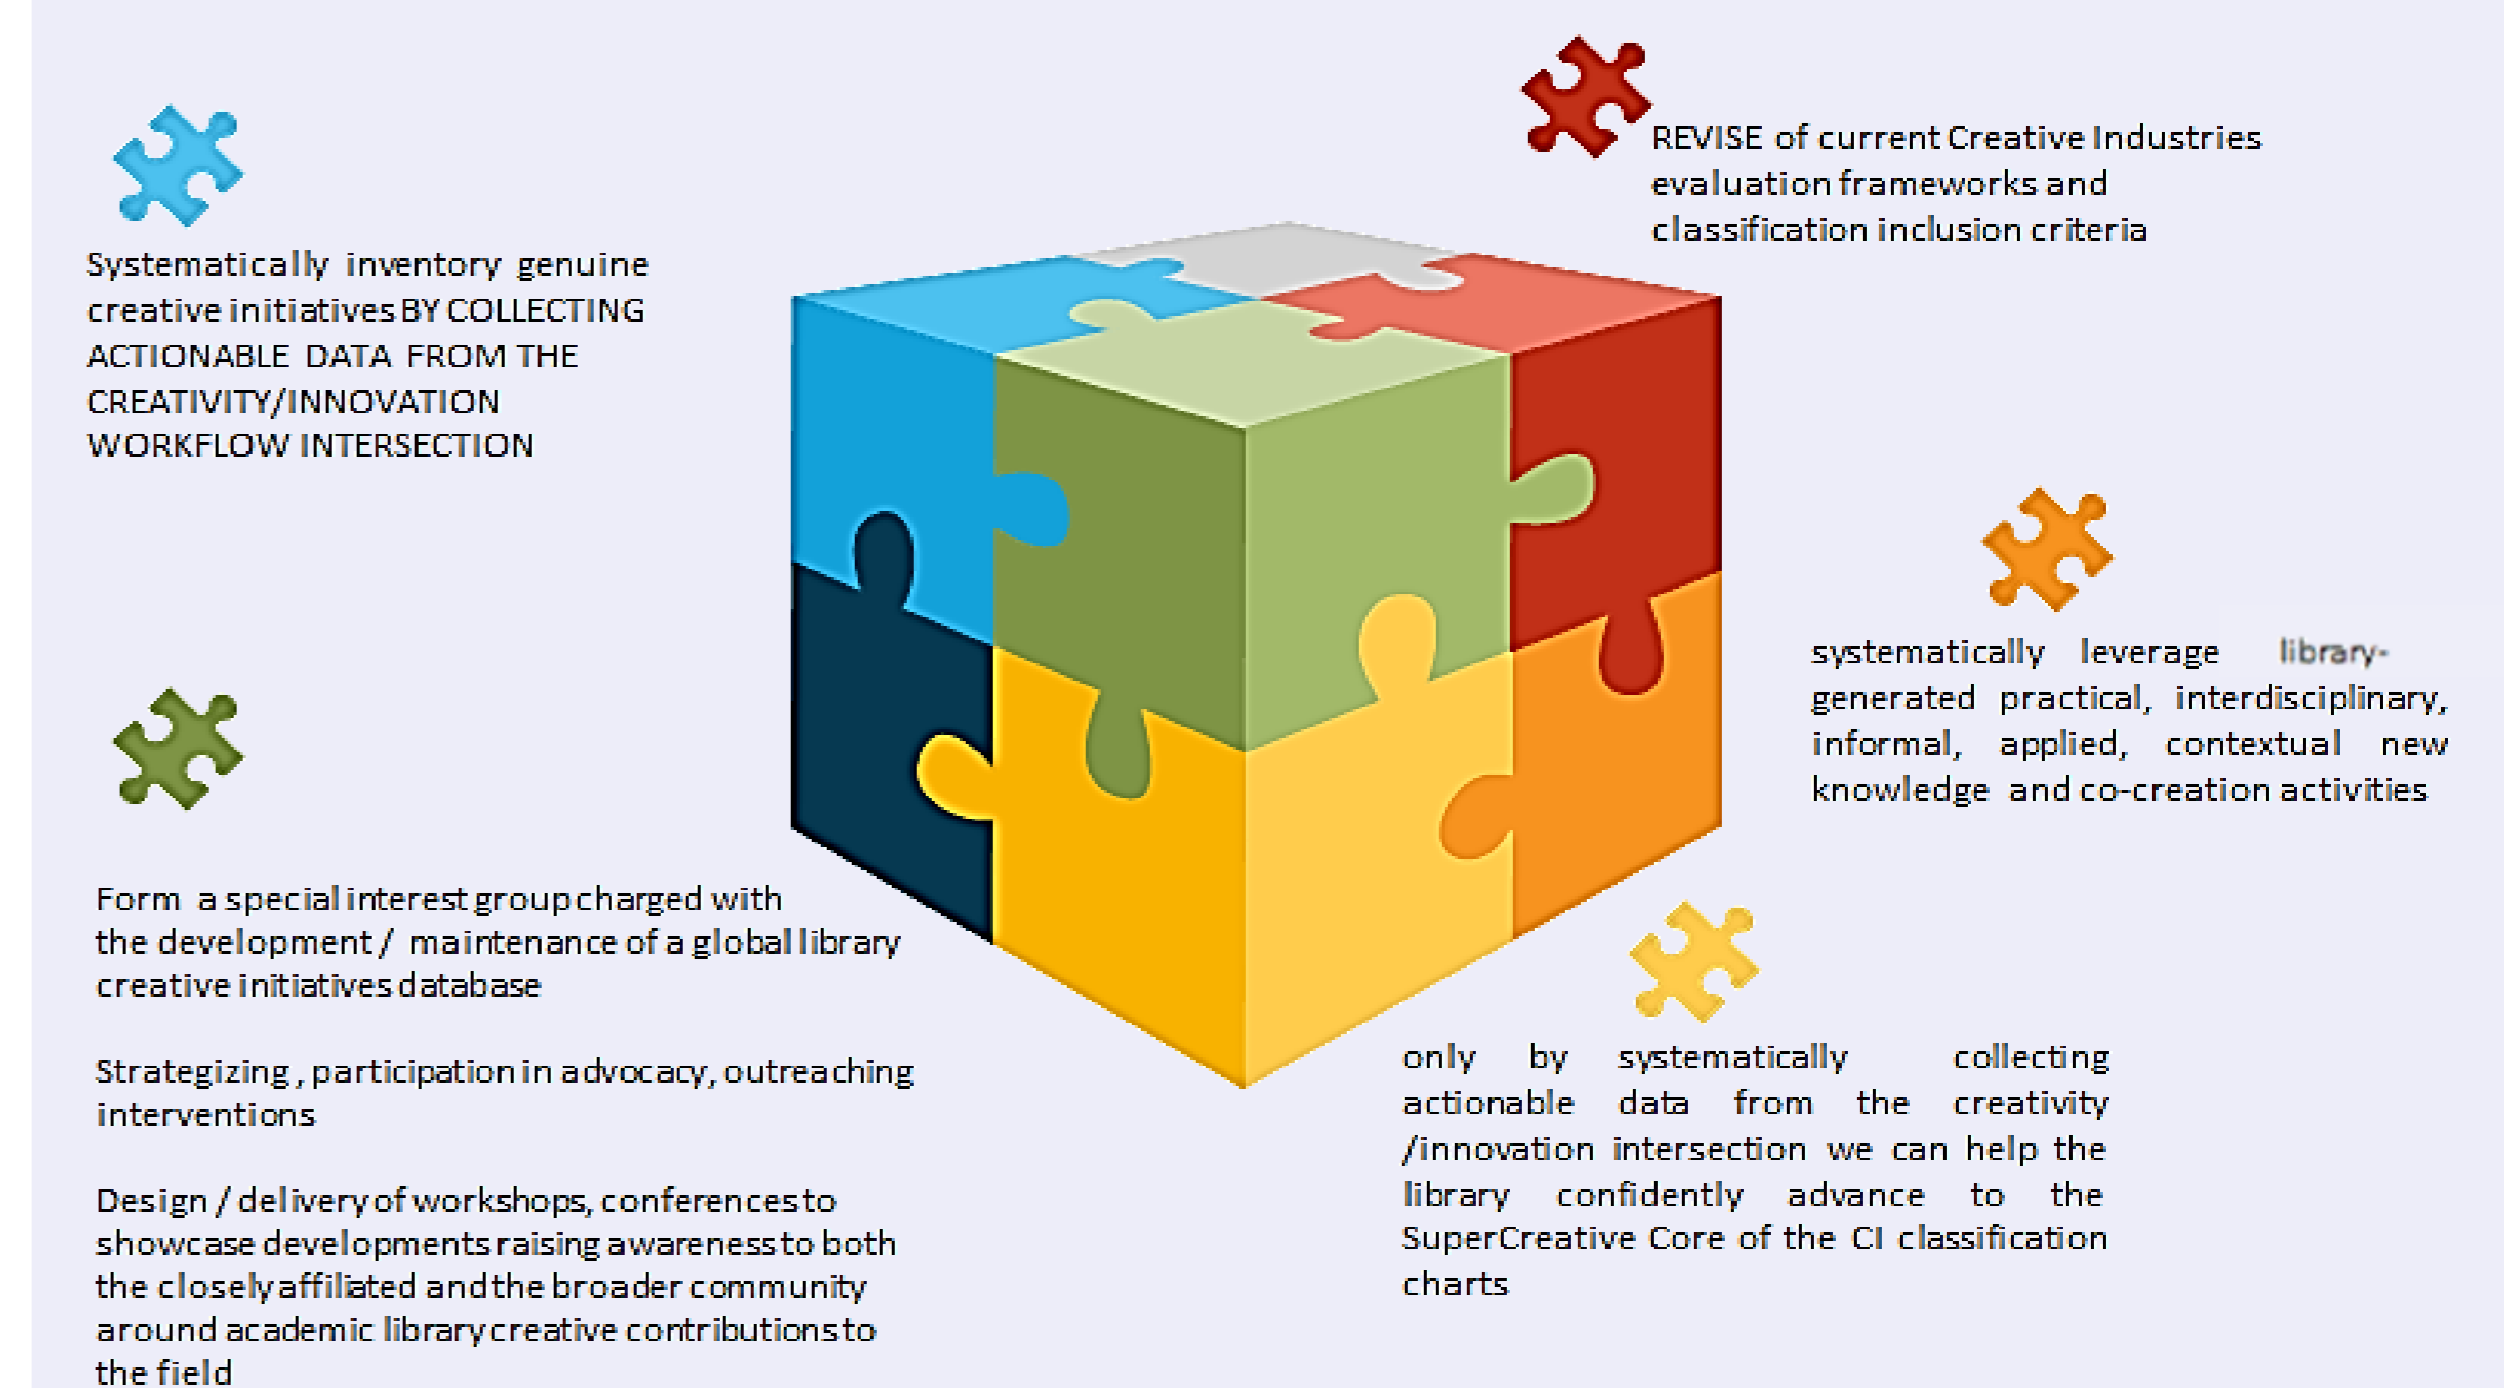 Systematically inventory genuine
creative initiatives BY COLLECTING
ACTIONABLE DATA FROM THE
CREATIVITY/INNOVATION
WORKFLOW INTERSECTION
REVISE of current Creative Industries
evaluation frameworks and
classification inclusion criteria
systematically leverage library-
generated practical, interdisciplinary,
informal, applied, contextual new
knowledge and co-creation activities
Form a special interest group charged with
the development / maintenance of a global library
creative initiatives database
Strategizing, participation in advocacy, outreaching
interventions
Design / delivery of workshops, conferences to
showcase developments raising awareness to both
the closely affiliated and the broader community
around academic library creative contributions to
the field
only by systematically collecting
actionable data from the creativity
/innovation intersection we can help the
library confidently advance to the
SuperCreative Core of the CI classification
charts